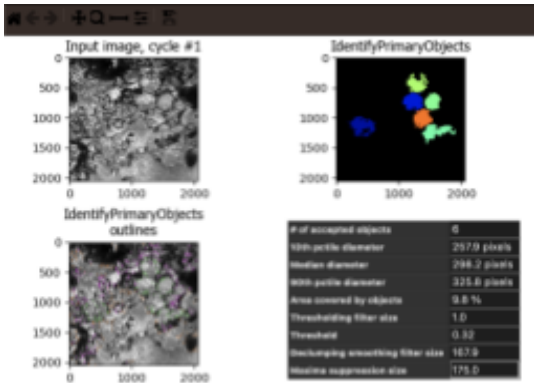 Input image, cycle #1
0
500
1000
1500
2000
0 1000 2000
IdentifyPrimaryObjects
0
500
1000
1500
2000
0 1000 2000
IdentifyPrimaryObjects
outlines
0
500
1000
1500
2000
0 1000 2000
# of accepted objects 6
10th pctile diameter 257.9 pixels
Median diameter 298.2 pixels
90th pctile diameter 325.8 pixels
Area covered by objects 9.8 %
Thresholding filter size 1.0
Threshold 0.32
Declumping smoothing filter size 167.9
Maxima suppression size 175.0